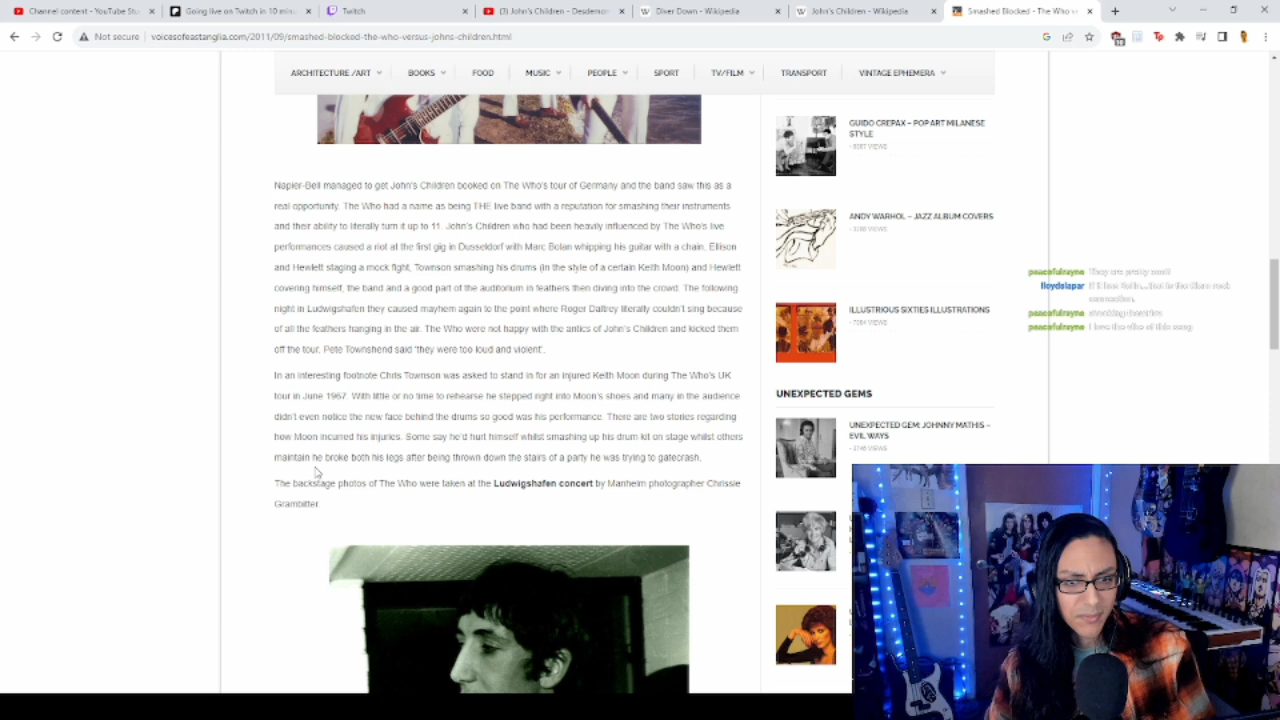 Channel content - YouTube Stu
Going live on Twitch in 10 minu
Twitch
John's Children - Desdemon
Diver Down - Wikipedia
John's Children - Wikipedia
Smashed Blocked - The Who v
Not secure
voicesofeastanglia.com/2011/09/smashed-blocked-the-who-versus-johns-children.html
ARCHITECTURE /ART
BOOKS
FOOD
MUSIC
PEOPLE
SPORT
TV/FILM
TRANSPORT
VINTAGE EPHEMERA
Napier-Bell managed to get John's Children booked on The Who's tour of Germany and the band saw this as a
real opportunity. The Who had a name as being THE live band with a reputation for smashing their instruments
and their ability to literally turn it up to 11. John's Children who had been heavily influenced by The Who's live
performances caused a riot at the first gig in Dusseldorf with Marc Bolan whipping his guitar with a chain, Ellison
and Hewlett staging a mock fight, Townson smashing his drums (in the style of a certain Keith Moon) and Hewlett
covering himself, the band and a good part of the auditorium in feathers then diving into the crowd. The following
night in Ludwigshafen they caused mayhem again to the point where Roger Daltrey literally couldn't sing because
of all the feathers hanging in the air. The Who were not happy with the antics of John's Children and kicked them
off the tour. Pete Townshend said 'they were too loud and violent'.
In an interesting footnote Chris Townson was asked to stand in for an injured Keith Moon during The Who's UK
tour in June 1967. With little or no time to rehearse he stepped right into Moon's shoes and many in the audience
didn't even notice the new face behind the drums so good was his performance. There are two stories regarding
how Moon incurred his injuries. Some say he'd hurt himself whilst smashing up his drum kit on stage whilst others
maintain he broke both his legs after being thrown down the stairs of a party he was trying to gatecrash.
The backstage photos of The Who were taken at the Ludwigshafen concert by Manheim photographer Chrissie
Grambitter
GUIDO CREPAX – POP ART MILANESE
STYLE
VIEWS
ANDY WARHOL – JAZZ ALBUM COVERS
VIEWS
ILLUSTRIOUS SIXTIES ILLUSTRATIONS
VIEWS
UNEXPECTED GEMS
UNEXPECTED GEM: JOHNNY MATHIS –
EVIL WAYS
VIEWS
peacefulrayne They are pretty
lloydslapar
peacefulrayne
peacefulrayne I love the vibe of this song